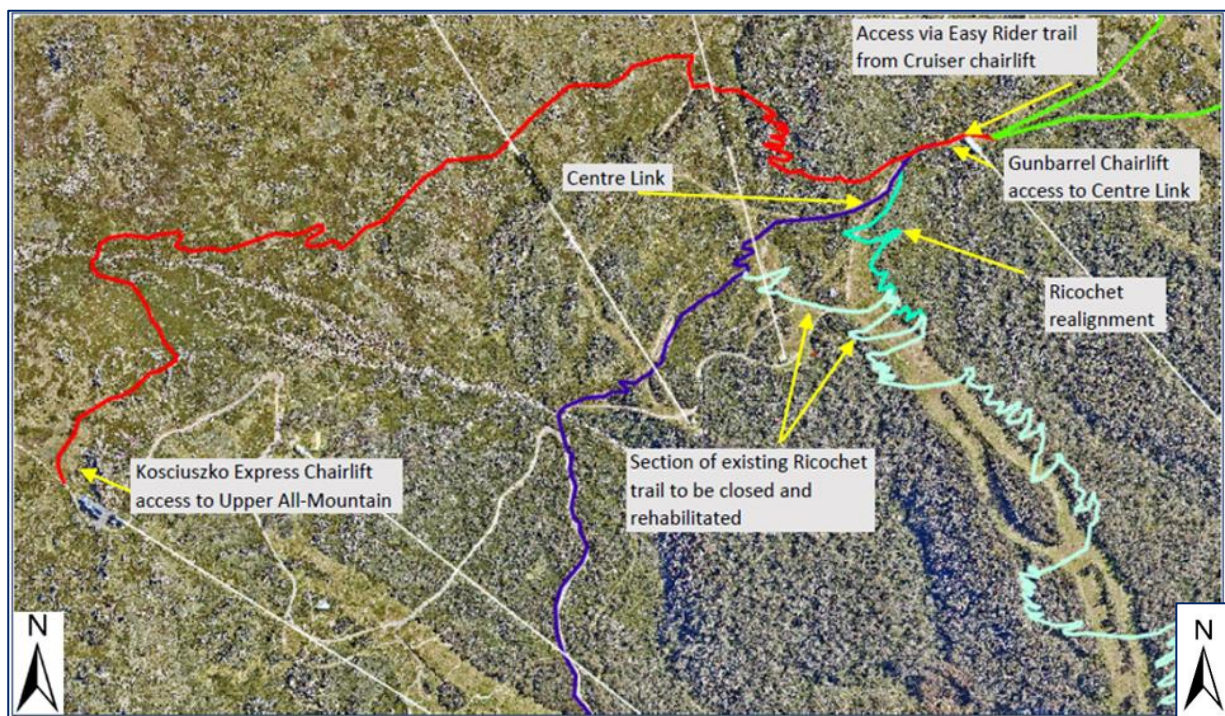 Access via Easy Rider trail
from Cruiser chairlift
Centre Link
Gunbarrel Chairlift
access to Centre Link
Ricochet
realignment
Kosciuszko Express Chairlift
access to Upper All-Mountain
Section of existing Ricochet
trail to be closed and
rehabilitated
N
N